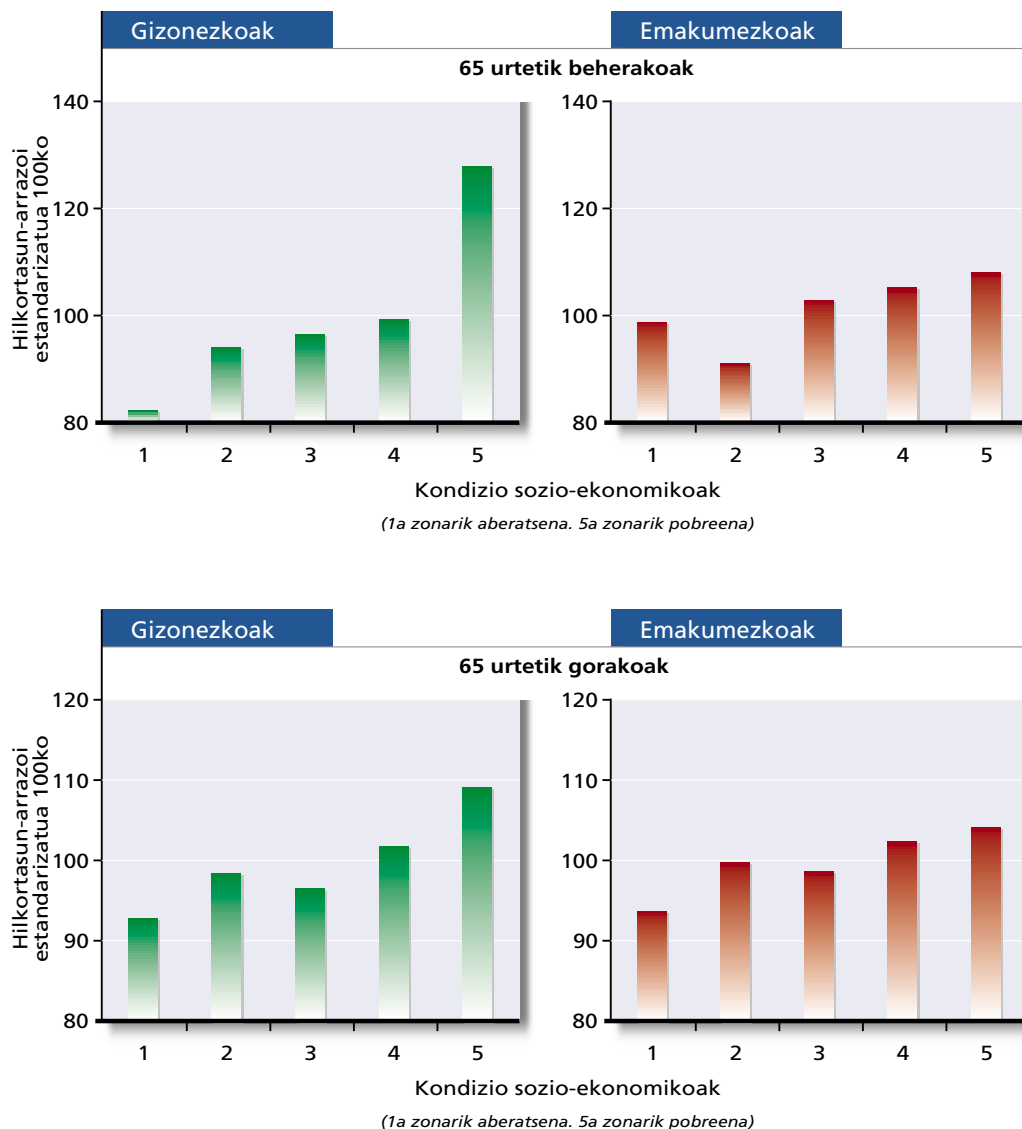 Gizonezkoak
Emakumezkoak
65 urtetik beherakoak
Hilkortasun-arrazoi
estandarizatua 100ko
140
120
100
80
1 2 3 4 5
140
120
100
80
1 2 3 4 5
Kondizio sozio-ekonomikoak
(1a zonarik aberatsena. 5a zonarik pobreena)
Gizonezkoak
Emakumezkoak
65 urtetik gorakoak
Hilkortasun-arrazoi
estandarizatua 100ko
120
110
100
90
80
1 2 3 4 5
120
110
100
90
80
1 2 3 4 5
Kondizio sozio-ekonomikoak
(1a zonarik aberatsena. 5a zonarik pobreena)